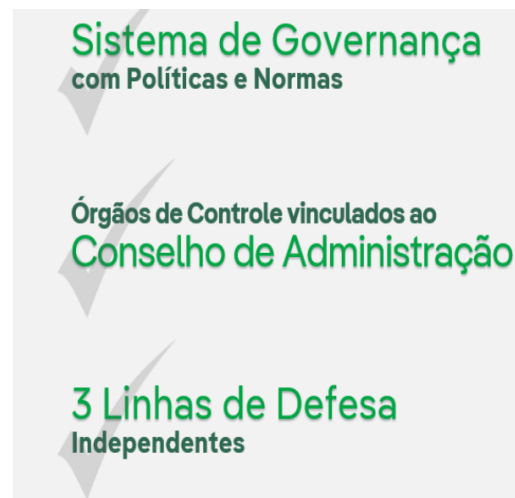 Sistema de Governança
com Políticas e Normas
Órgãos de Controle vinculados ao
Conselho de Administração
3 Linhas de Defesa
Independentes